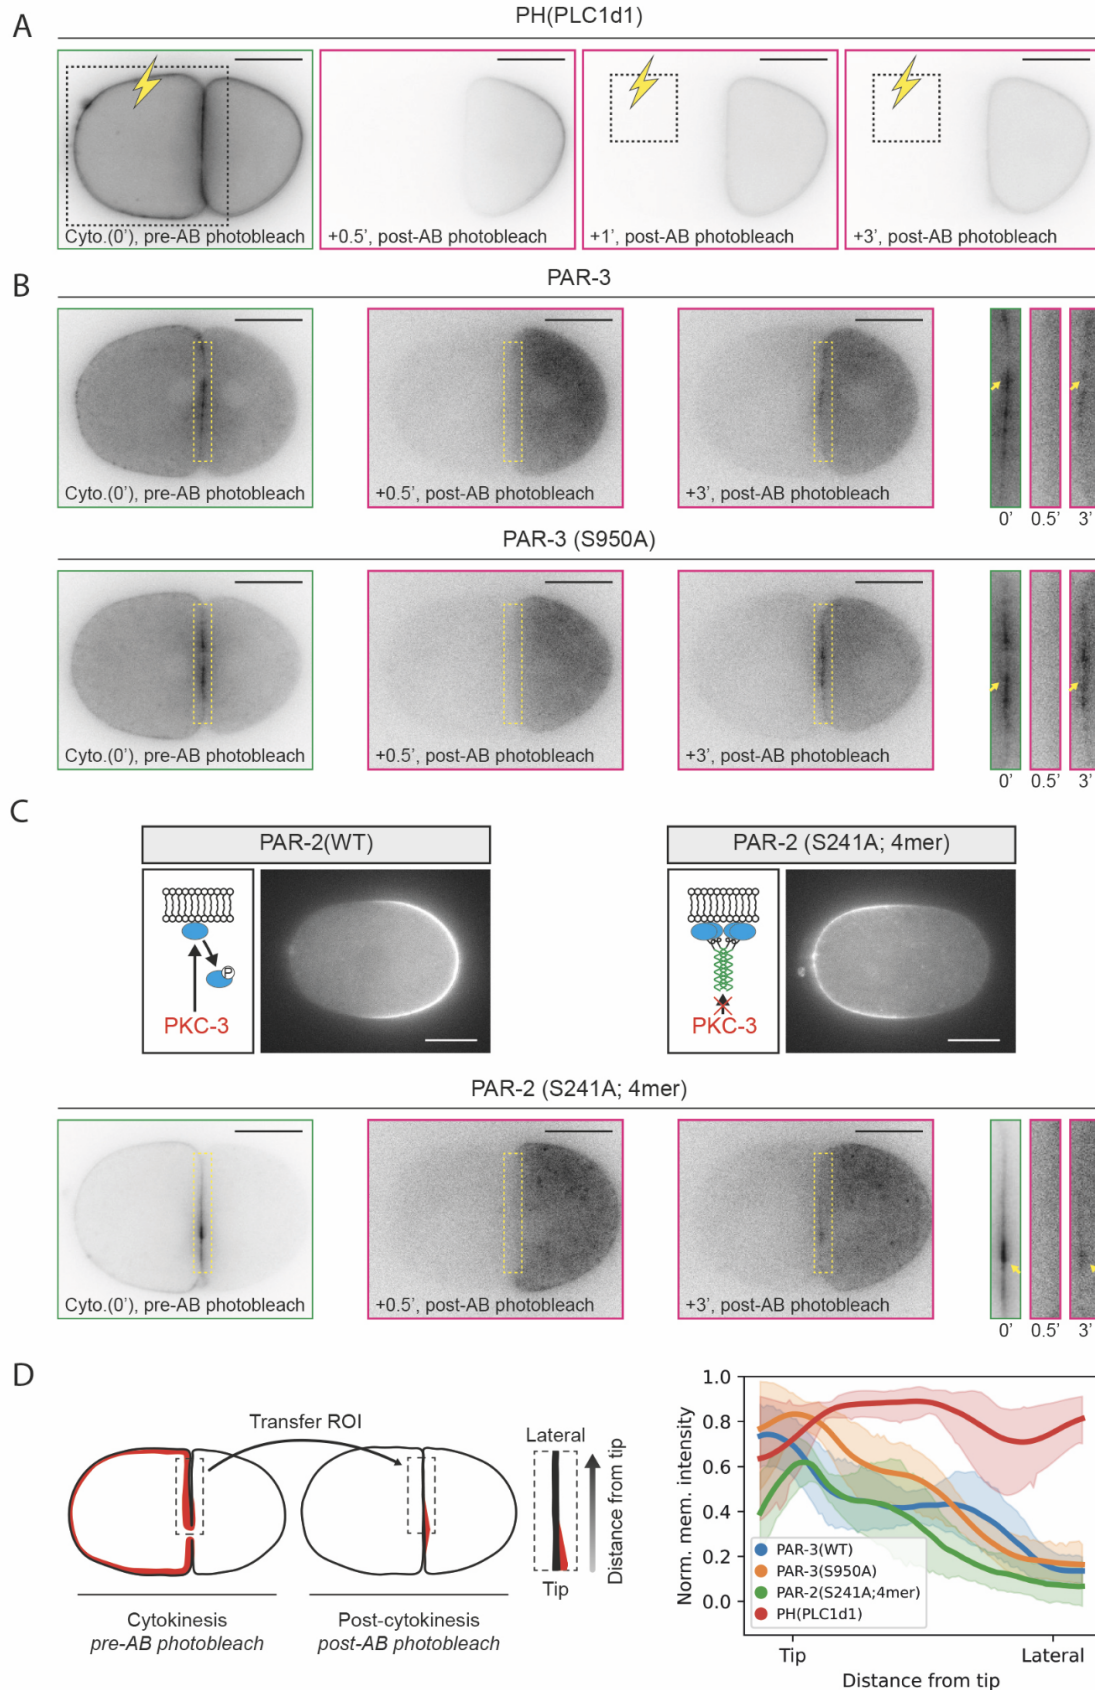 A
PH(PLC1d1)
Cyto.(0'), pre-AB photobleach
+0.5', post-AB photobleach
+1', post-AB photobleach
+3', post-AB photobleach
B
PAR-3
Cyto.(0'), pre-AB photobleach
+0.5', post-AB photobleach
+3', post-AB photobleach
0'
0.5'
3'
PAR-3 (S950A)
Cyto.(0'), pre-AB photobleach
+0.5', post-AB photobleach
+3', post-AB photobleach
0'
0.5'
3'
C
PAR-2(WT)
P
PKC-3
PAR-2 (S241A; 4mer)
PKC-3
PAR-2 (S241A; 4mer)
Cyto.(0'), pre-AB photobleach
+0.5', post-AB photobleach
+3', post-AB photobleach
0'
0.5'
3'
D
Transfer ROI
Cytokinesis
pre-AB photobleach
Post-cytokinesis
post-AB photobleach
Lateral
Tip
Distance from tip
Norm. mem. intensity
1.0
0.8
0.6
0.4
0.2
0.0
PAR-3(WT)
PAR-3(S950A)
PAR-2(S241A;4mer)
PH(PLC1d1)
Tip
Lateral
Distance from tip